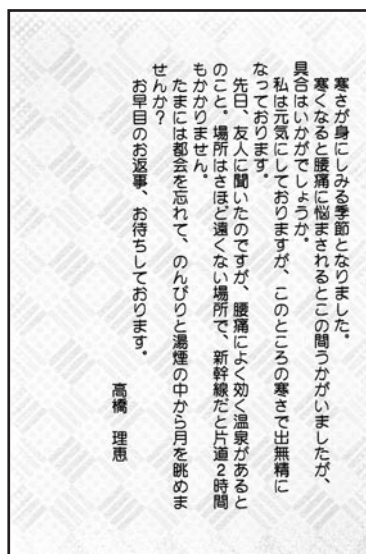 寒さが身にしみる季節となりました。
寒くなると腰痛に悩まされるとこの間うかがいましたが、
具合はいかがでしょうか。
私は元気にしておりますが、このところの寒さで出無精に
なっております。
先日、友人に聞いたのですが、腰痛によく効く温泉があると
のこと。場所はさほど遠くない場所で、新幹線だと片道2時間
もかかりません。
たまには都会を忘れて、のんびりと湯煙の中から月を眺めま
せんか?
お早目のお返事、お待ちしております。
高橋 理恵